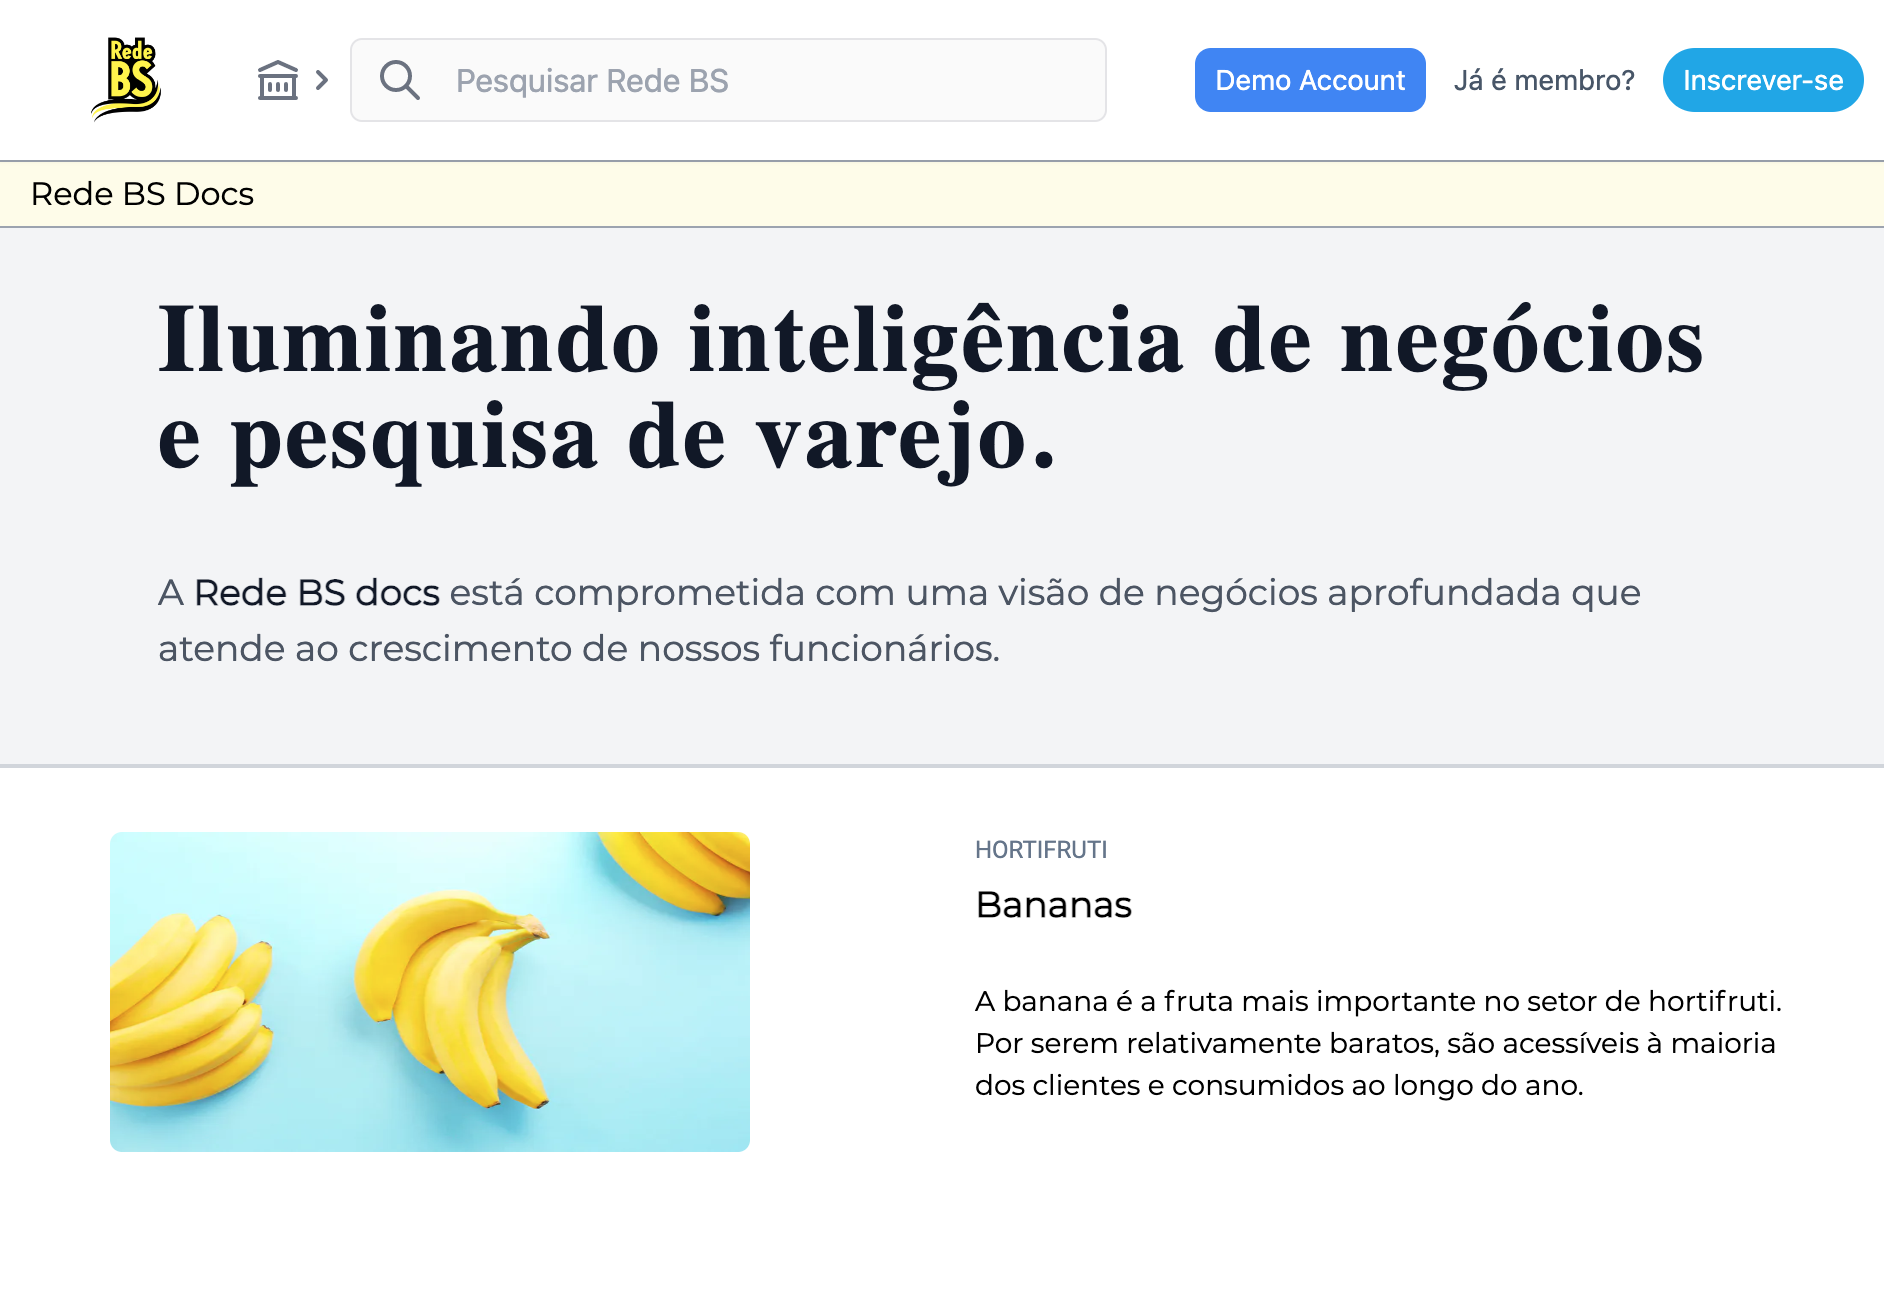 Rede
BS
Pesquisar Rede BS
Demo Account
Já é membro?
Inscrever-se
Rede BS Docs
Iluminando inteligência de negócios
e pesquisa de varejo.
A Rede BS docs está comprometida com uma visão de negócios aprofundada que
atende ao crescimento de nossos funcionários.
HORTIFRUTI
Bananas
A banana é a fruta mais importante no setor de hortifruti.
Por serem relativamente baratos, são acessíveis à maioria
dos clientes e consumidos ao longo do ano.